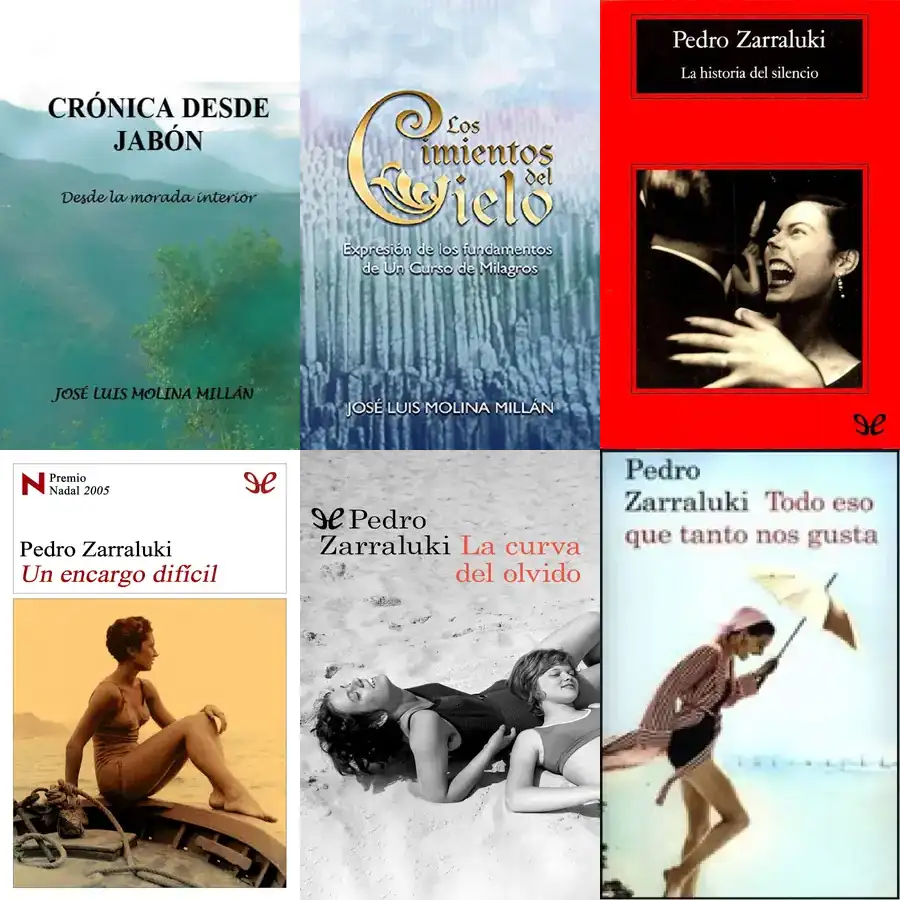 CRÓNICA DESDE
JABÓN
Desde la morada interior
JOSÉ LUIS MOLINA MILLÁN
Los
Cimientos
del
Cielo
Expresión de los fundamentos
de Un Curso de Milagros
JOSÉ LUIS MOLINA MILLÁN
Pedro Zarraluki
La historia del silencio
N Premio
Nadal 2005
Pedro Zarraluki
Un encargo difícil
Pedro
Zarraluki La curva
del olvido
Pedro
Zarraluki Todo eso
que tanto nos gusta